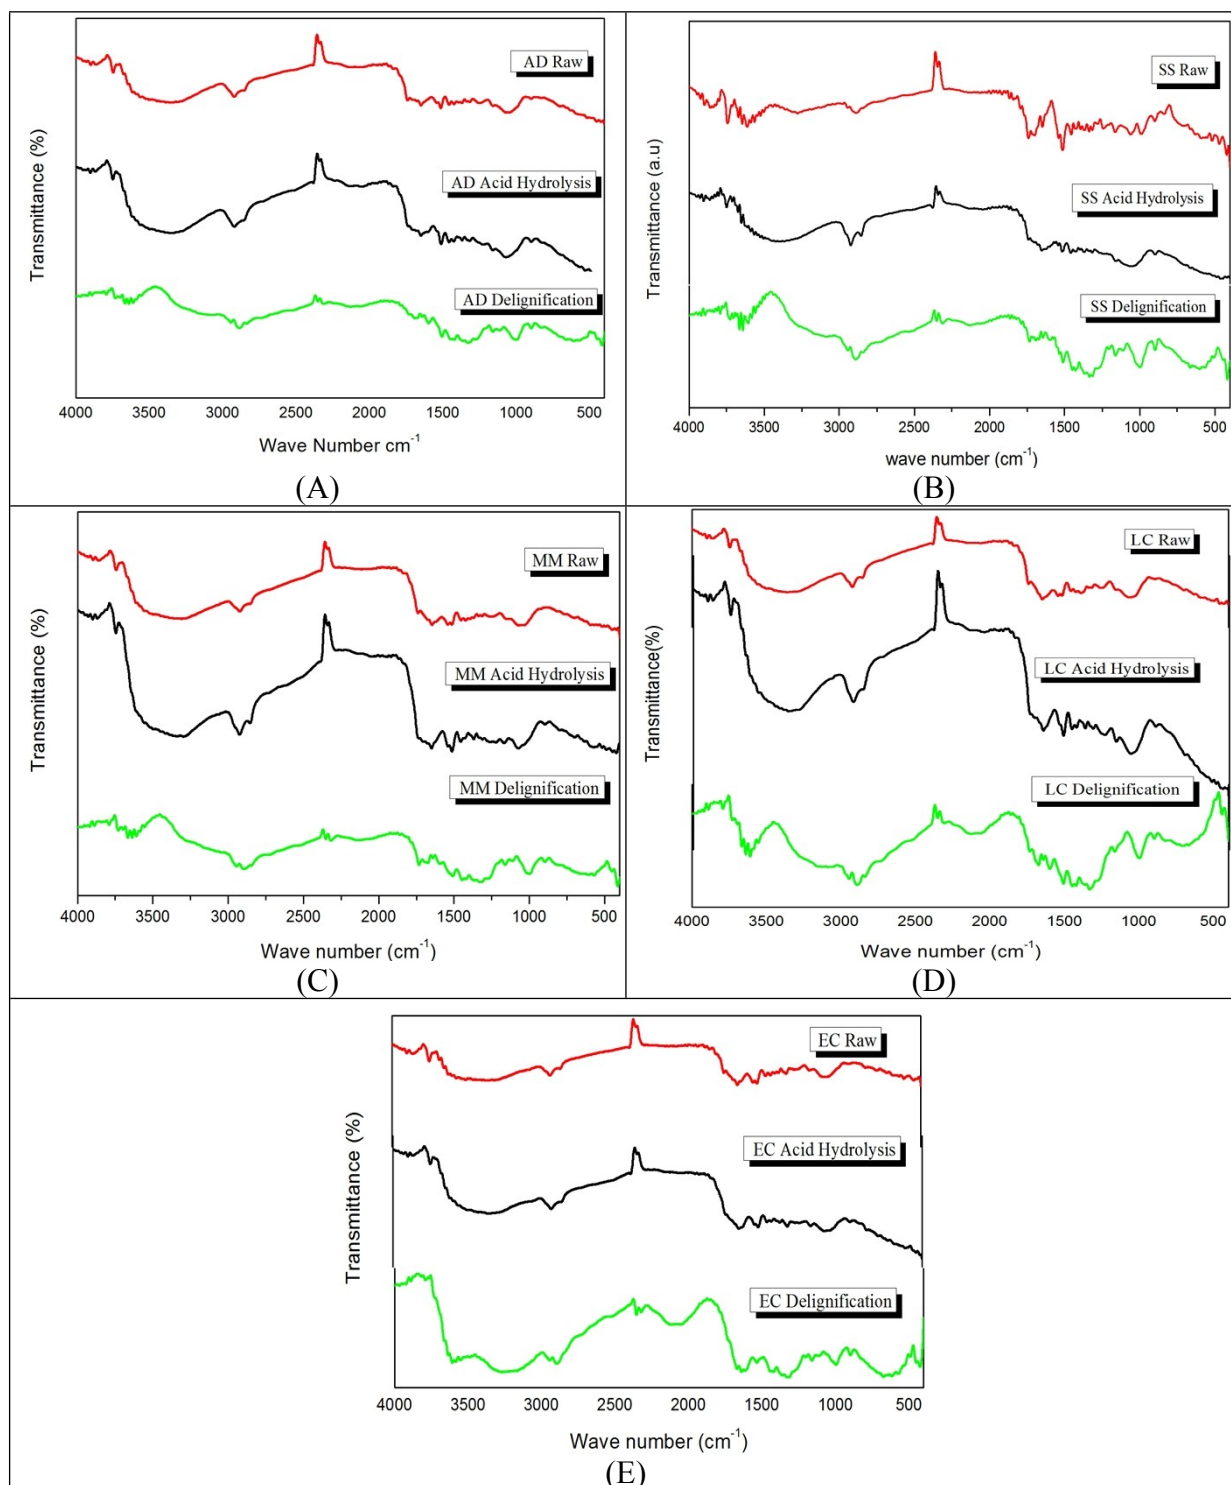 Transmittance (%)
AD Raw
AD Acid Hydrolysis
AD Delignification
4000 3500 3000 2500 2000 1500 1000 500
Wave Number cm-1
(A)
Transmittance (a.u)
SS Raw
SS Acid Hydrolysis
SS Delignification
4000 3500 3000 2500 2000 1500 1000 500
wave number (cm-1)
(B)
Transmittance (%)
MM Raw
MM Acid Hydrolysis
MM Delignification
4000 3500 3000 2500 2000 1500 1000 500
Wave number (cm-1)
(C)
Transmittance(%)
LC Raw
LC Acid Hydrolysis
LC Delignification
4000 3500 3000 2500 2000 1500 1000 500
Wave number (cm-1)
(D)
Transmittance (%)
EC Raw
EC Acid Hydrolysis
EC Delignification
4000 3500 3000 2500 2000 1500 1000 500
Wave number (cm-1)
(E)